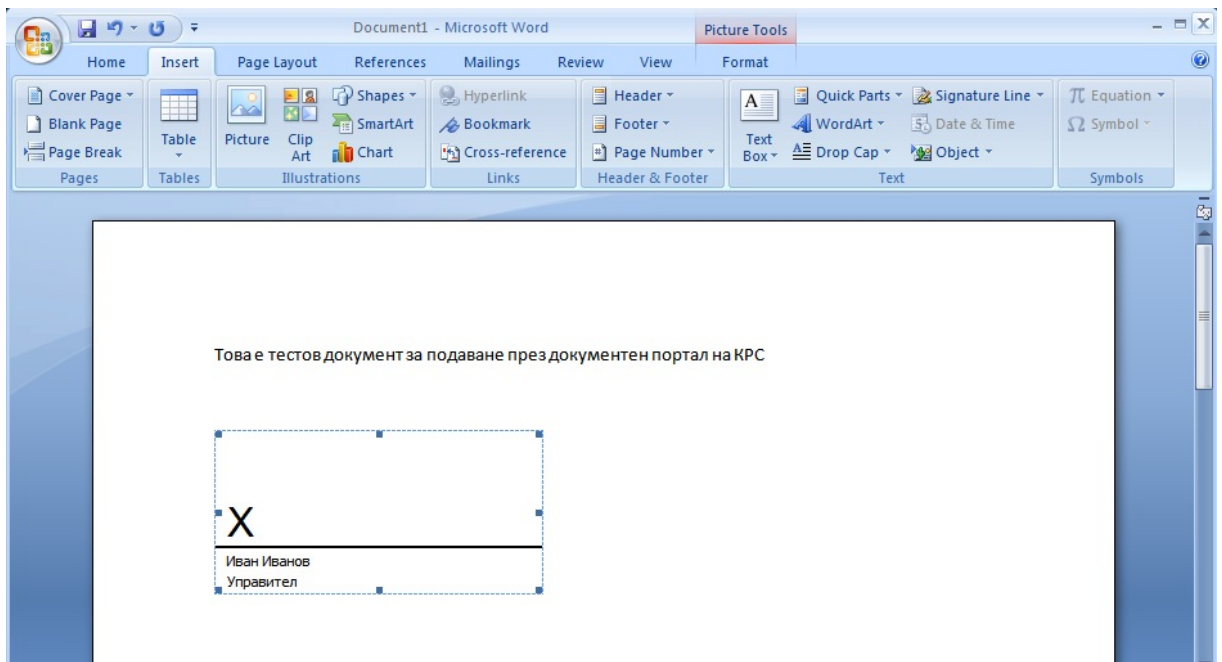 Document1 - Microsoft Word
Picture Tools
Home Insert Page Layout References Mailings Review View Format
Cover Page
Blank Page
Page Break
Pages
Table
Tables
Picture
Clip Art
Shapes
SmartArt
Chart
Illustrations
Hyperlink
Bookmark
Cross-reference
Links
Header
Footer
Page Number
Header & Footer
A
Text Box
Quick Parts
WordArt
Drop Cap
Signature Line
Date & Time
Object
Text
π Equation
Ω Symbol
Symbols
Това е тестов документ за подаване през документен портал на КРС
X
Иван Иванов
Управител